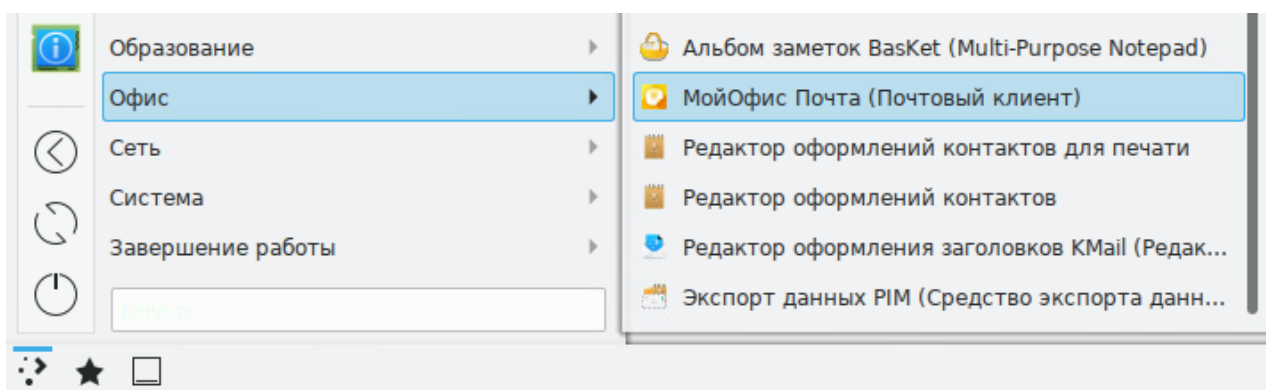 Образование
Офис
Сеть
Система
Завершение работы
Альбом заметок BasKet (Multi-Purpose Notepad)
МойОфис Почта (Почтовый клиент)
Редактор оформлений контактов для печати
Редактор оформлений контактов
Редактор оформления заголовков KMail (Редак...
Экспорт данных PIM (Средство экспорта данн...